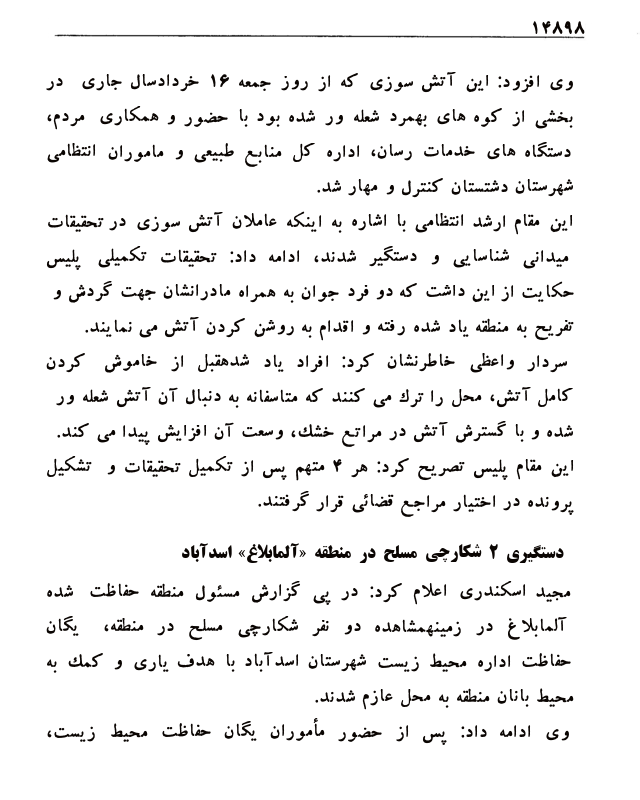 ۱۴۸۹۸
وی افزود: این آتش سوزی که از روز جمعه ۱۶ خردادسال جاری در
بخشی از کوه های بهمرد شعله ور شده بود با حضور و همکاری مردم،
دستگاه های خدمات رسان، اداره کل منابع طبیعی و ماموران انتظامی
شهرستان دشتستان کنترل و مهار شد.
این مقام ارشد انتظامی با اشاره به اینکه عاملان آتش سوزی در تحقیقات
میدانی شناسایی و دستگیر شدند، ادامه داد: تحقیقات تکمیلی پلیس
حکایت از این داشت که دو فرد جوان به همراه مادرانشان جهت گردش و
تفریح به منطقه یاد شده رفته و اقدام به روشن کردن آتش می نمایند.
سردار واعظی خاطرنشان کرد: افراد یاد شدهقبل از خاموش کردن
کامل آتش، محل را ترک می کنند که متاسفانه به دنبال آن آتش شعله ور
شده و با گسترش آتش در مراتع خشک، وسعت آن افزایش پیدا می کند.
این مقام پلیس تصریح کرد: هر ۴ متهم پس از تکمیل تحقیقات و تشکیل
پرونده در اختیار مراجع قضائی قرار گرفتند.
دستگیری ۲ شکارچی مسلح در منطقه «آلمابلاغ» اسدآباد
مجید اسکندری اعلام کرد: در پی گزارش مسئول منطقه حفاظت شده
آلمابلاغ در زمینهمشاهده دو نفر شکارچی مسلح در منطقه، یگان
حفاظت اداره محیط زیست شهرستان اسدآباد با هدف یاری و کمک به
محیط بانان منطقه به محل عازم شدند.
وی ادامه داد: پس از حضور مأموران یگان حفاظت محیط زیست،